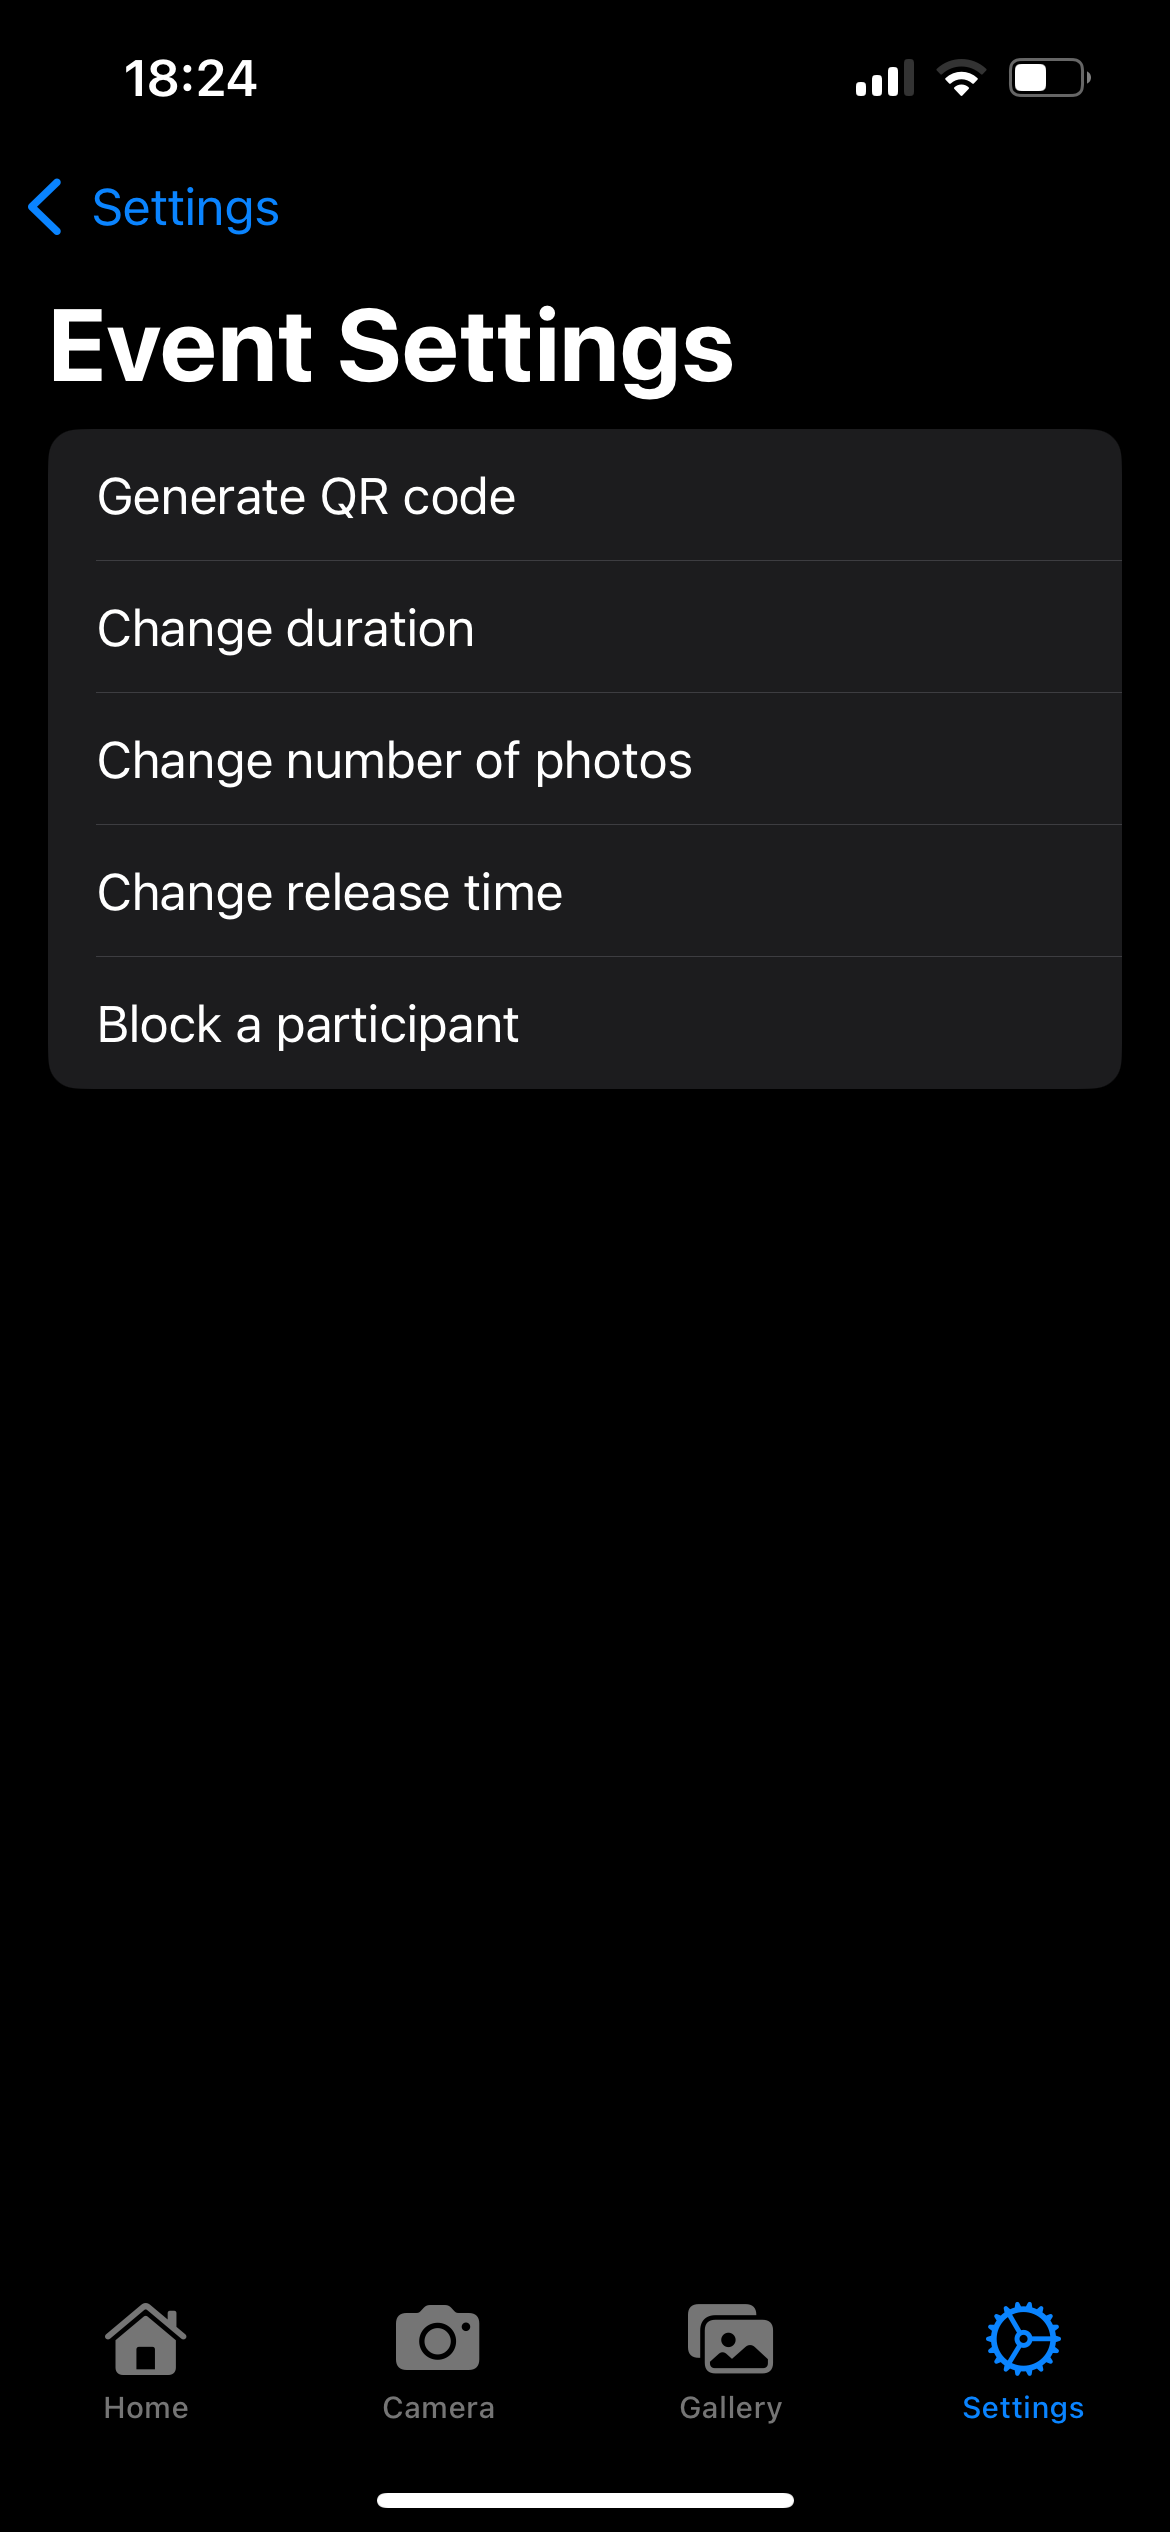 18:24
Settings
Event Settings
Generate QR code
Change duration
Change number of photos
Change release time
Block a participant
Home
Camera
Gallery
Settings